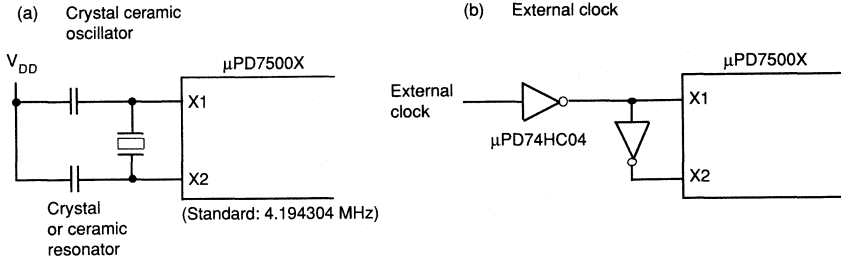 (a) Crystal ceramic
oscillator
V DD
µPD7500X
X1
X2
Crystal
or ceramic
resonator
(Standard: 4.194304 MHz)
(b) External clock
µPD7500X
External
clock
µPD74HC04
X1
X2